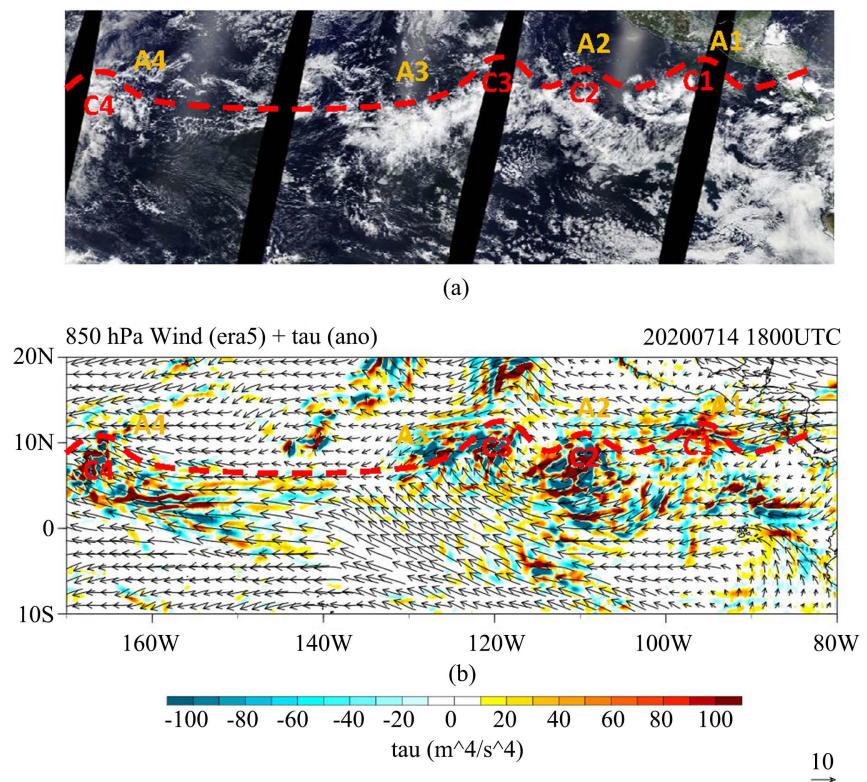 A4 A3 A2 A1
C4 C3 C2 C1
(a)
850 hPa Wind (era5) + tau (ano) 20200714 1800UTC
20N
A4 A3 A2 A1
10N
C4 C3 C2 C1
0
10S
160W 140W 120W 100W 80W
(b)
-100 -80 -60 -40 -20 0 20 40 60 80 100
tau (m^4/s^4)
10